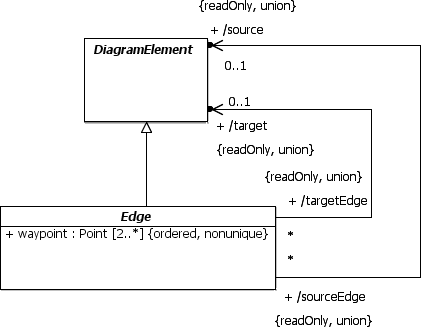 {readOnly, union}
+ /source
DiagramElement
0..1
0..1
+ /target
{readOnly, union}
{readOnly, union}
+ /targetEdge
Edge
+ waypoint : Point [2..*] {ordered, nonunique}
*
*
+ /sourceEdge
{readOnly, union}